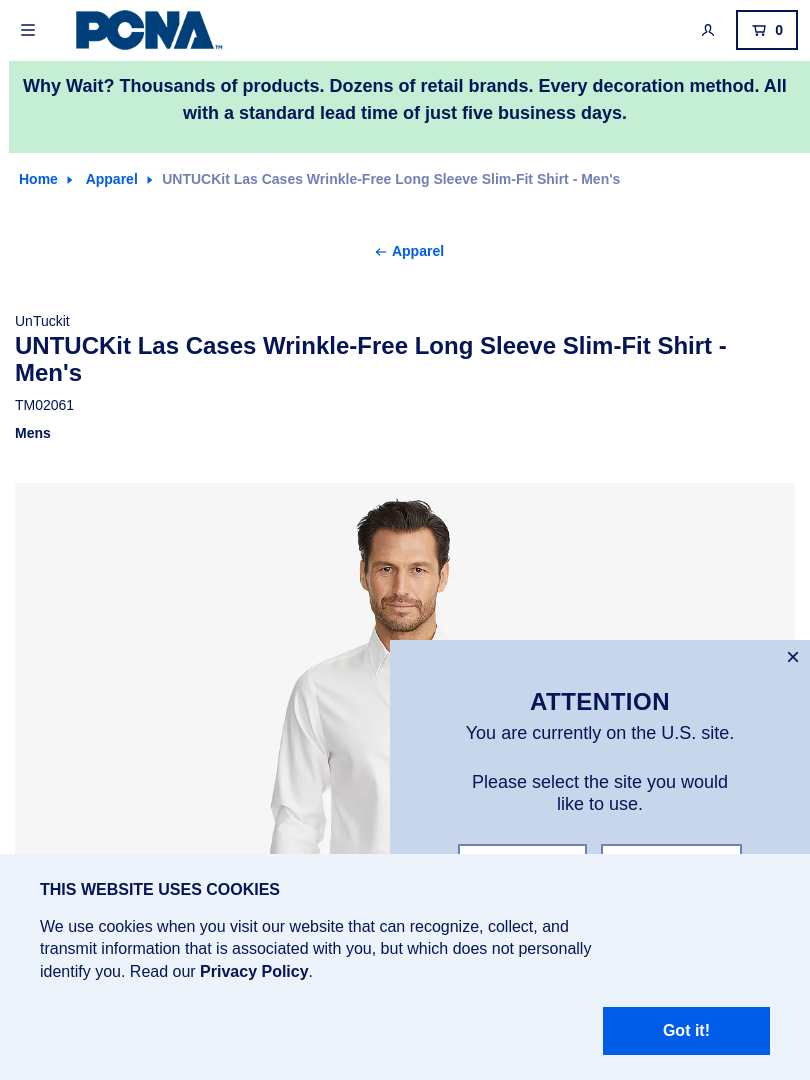 PCNA™
0
Why Wait? Thousands of products. Dozens of retail brands. Every decoration method. All
with a standard lead time of just five business days.
Home Apparel UNTUCKit Las Cases Wrinkle-Free Long Sleeve Slim-Fit Shirt - Men's
← Apparel
UnTuckit
UNTUCKit Las Cases Wrinkle-Free Long Sleeve Slim-Fit Shirt -
Men's
TM02061
Mens
ATTENTION
You are currently on the U.S. site.
Please select the site you would
like to use.
THIS WEBSITE USES COOKIES
We use cookies when you visit our website that can recognize, collect, and
transmit information that is associated with you, but which does not personally
identify you. Read our Privacy Policy.
Got it!